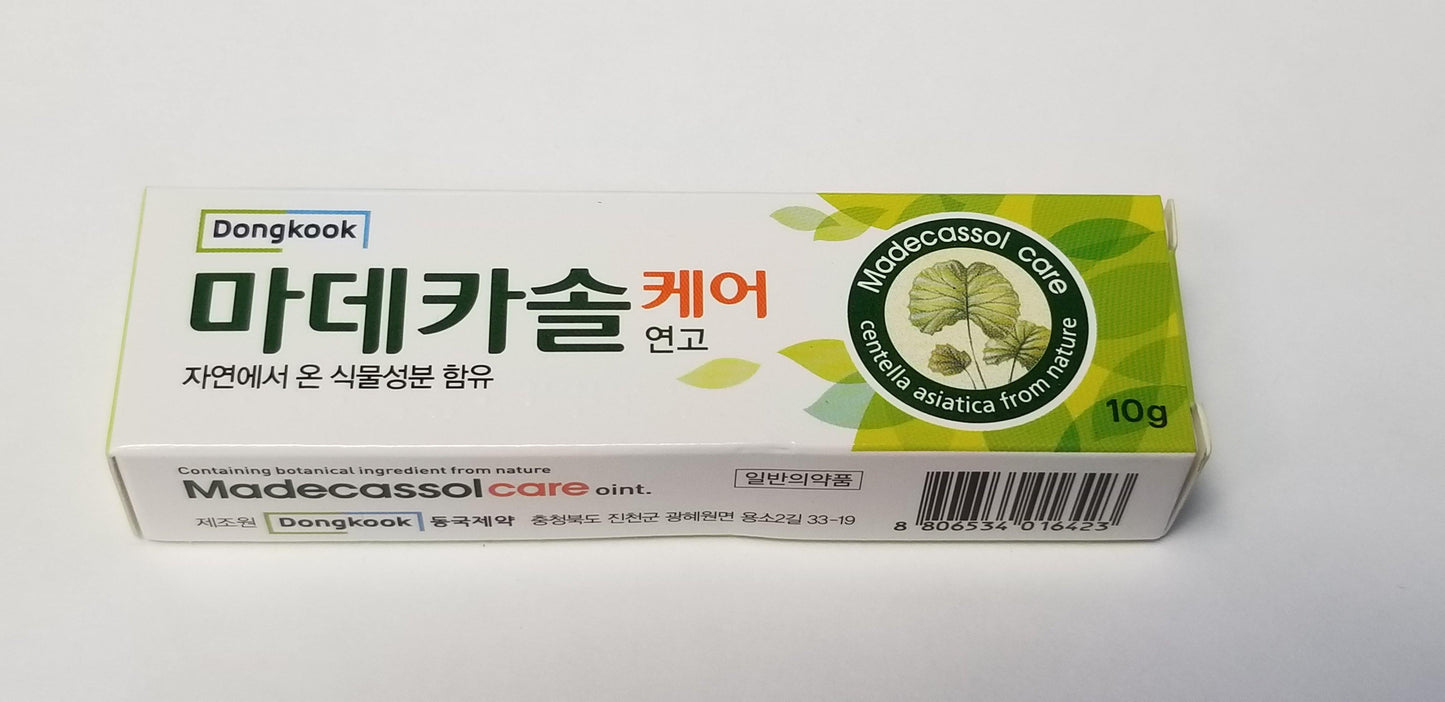 Dongkook
마데카솔케어
연고
자연에서 온 식물성분 함유
Madecassol care
centella asiatica from nature
10g
Containing botanical ingredient from nature
Madecassolcare oint.
일반의약품
제조원 Dongkook 동국제약 충청북도 진천군 광혜원면 용소2길 33-19
8 806534 016423